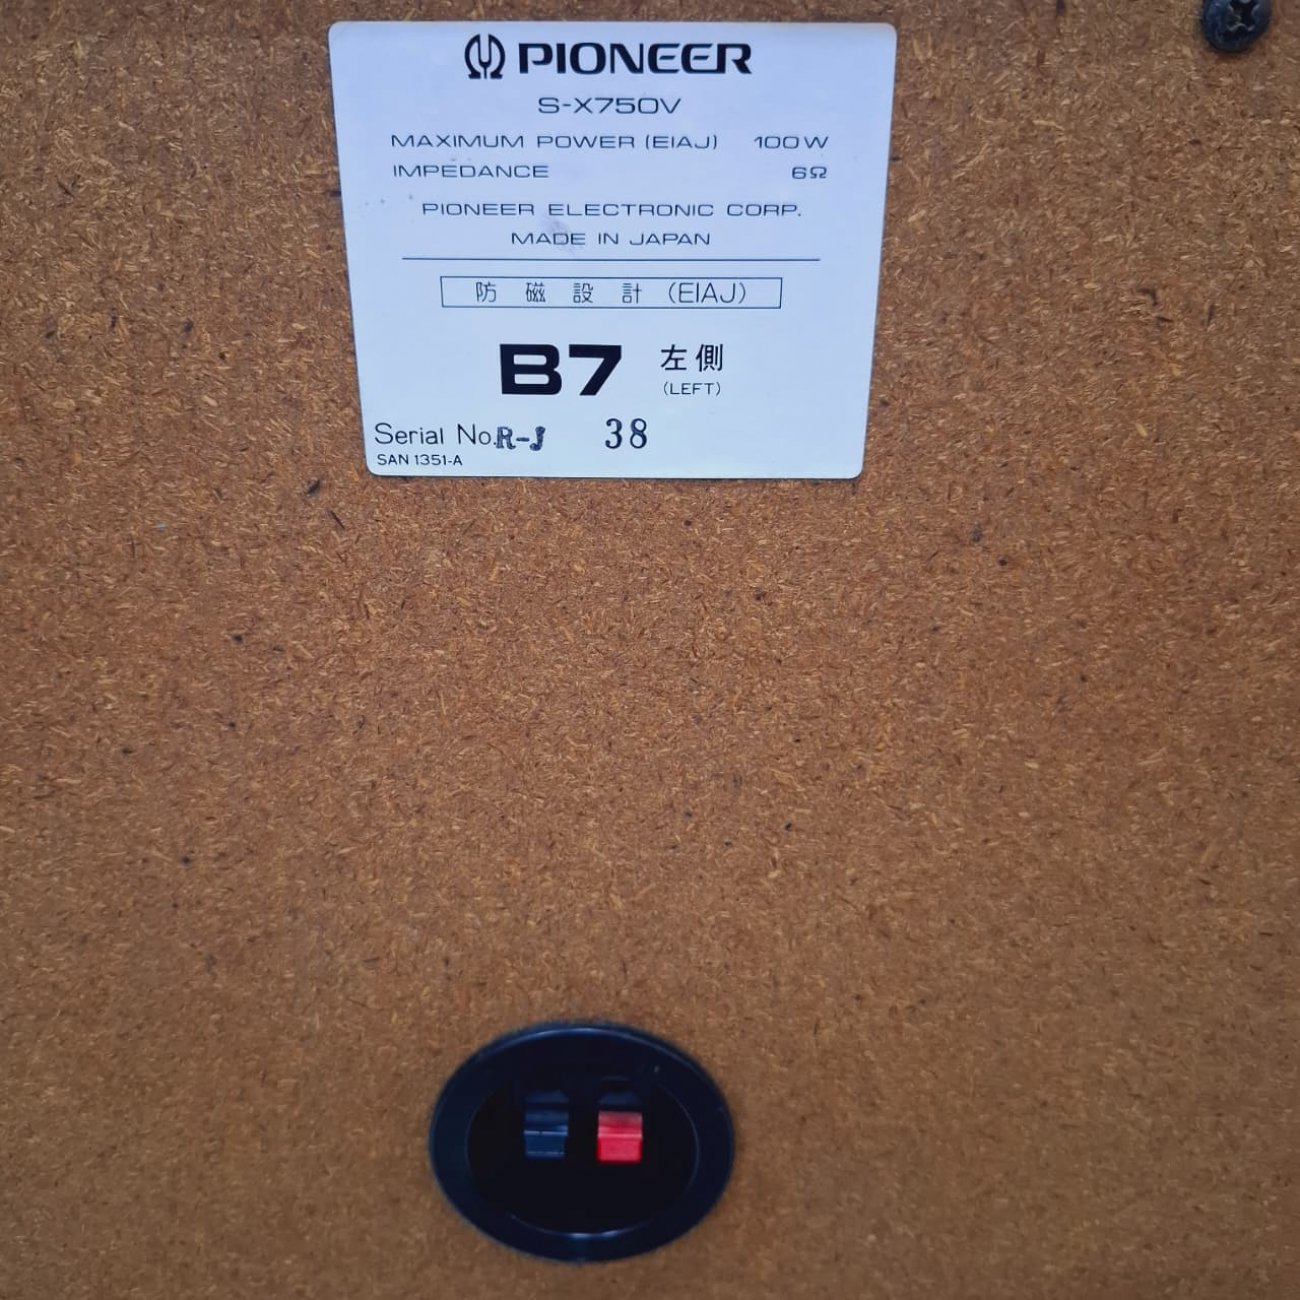 PIONEER
S-X750V
MAXIMUM POWER (EIAJ) 100W
IMPEDANCE 6Ω
PIONEER ELECTRONIC CORP.
MADE IN JAPAN
防磁設計 (EIAJ)
B7 左側
(LEFT)
Serial No.R-J 38
SAN 1351-A